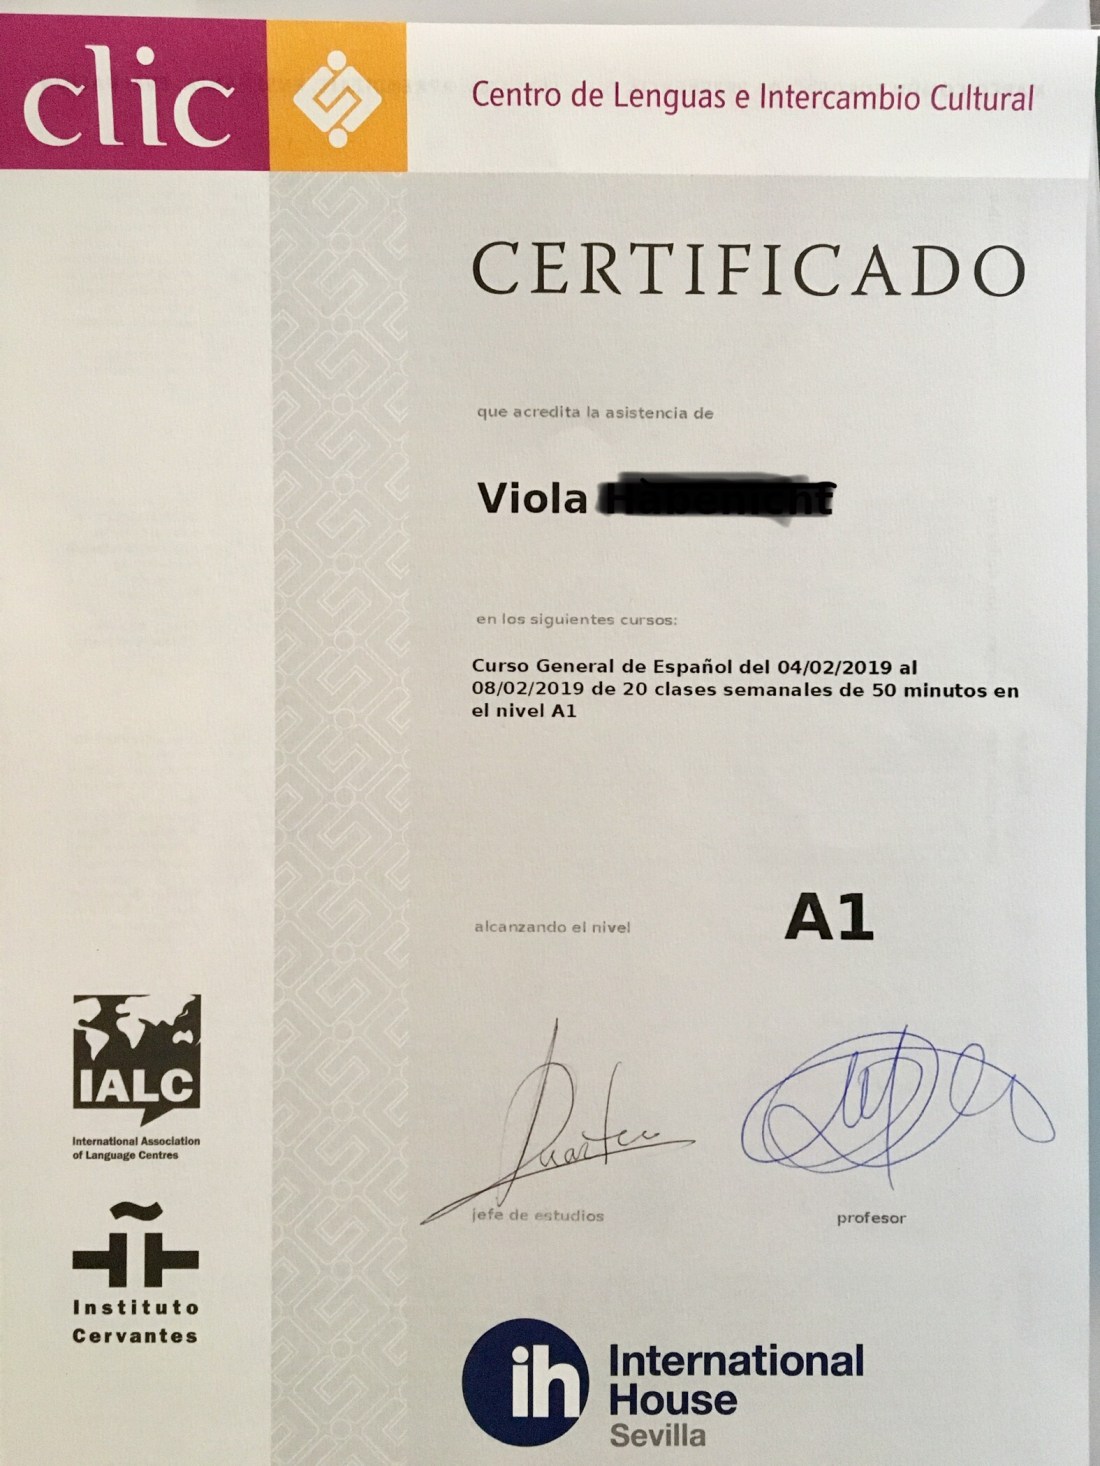 clic
Centro de Lenguas e Intercambio Cultural
CERTIFICADO
que acredita la asistencia de
Viola
en los siguientes cursos:
Curso General de Español del 04/02/2019 al
08/02/2019 de 20 clases semanales de 50 minutos en
el nivel A1
alcanzando el nivel
A1
jefe de estudios
profesor
IALC
International Association
of Language Centres
Instituto
Cervantes
ih
International
House
Sevilla